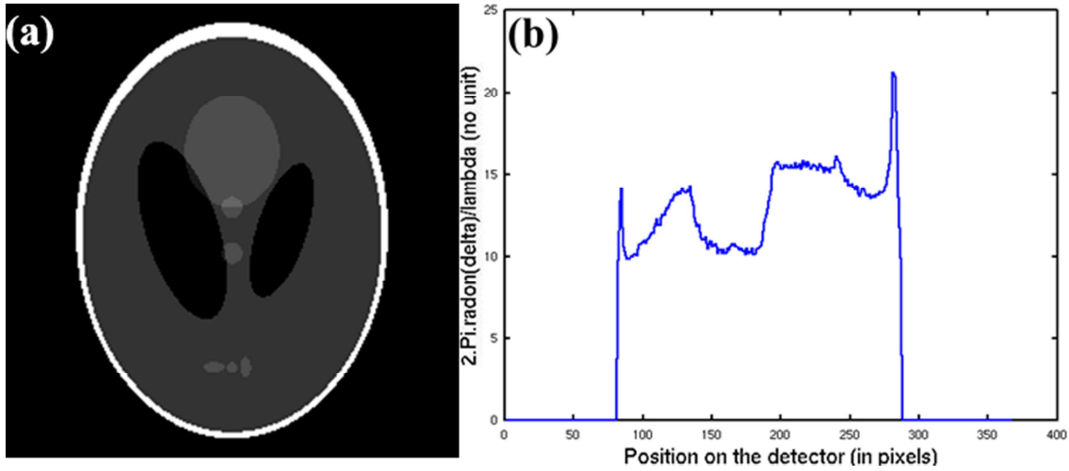 (a)
(b)
2.Pi.radon(delta)/lambda (no unit)
25
20
15
10
5
0
0 50 100 150 200 250 300 350 400
Position on the detector (in pixels)